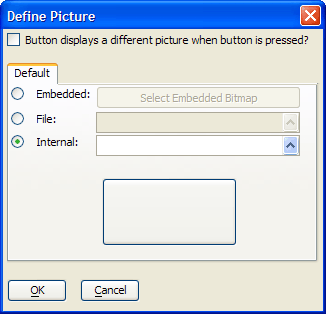 Define Picture
Button displays a different picture when button is pressed?
Default
Embedded: Select Embedded Bitmap
File:
Internal:
OK Cancel